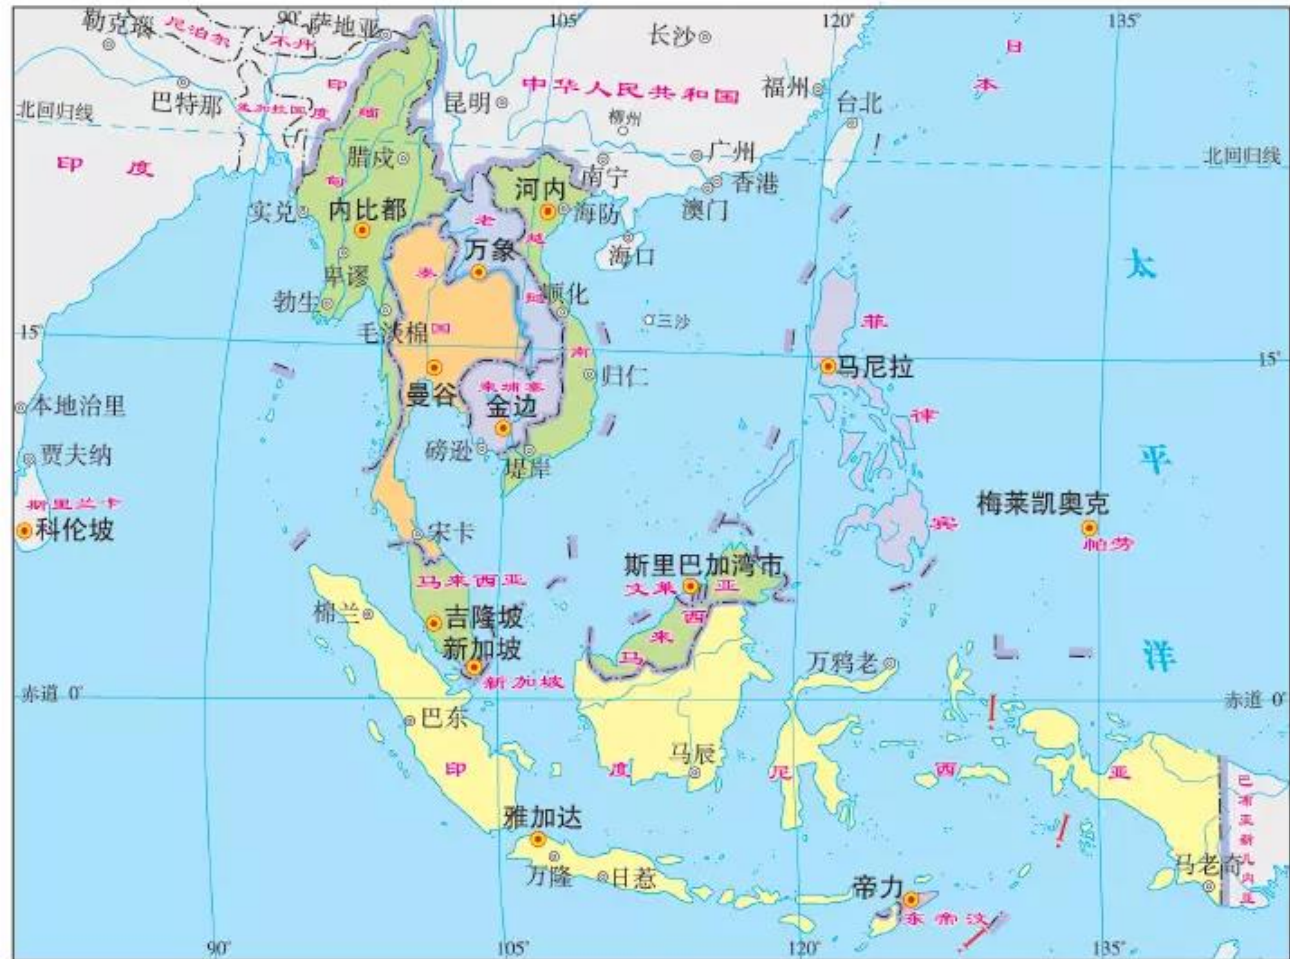 90°
105°
120°
135°
勒克瑙
尼泊尔
不丹
萨地亚
长沙
日
本
巴特那
孟加拉国
印
度
缅
甸
昆明
中华人民共和国
福州
台北
柳州
北回归线
北回归线
印度
腊戌
广州
南宁
香港
澳门
实兑
内比都
河内
海防
海口
老
挝
越
南
万象
卑谬
勃生
泰
国
顺化
三沙
太
平
洋
15°
毛淡棉
菲
律
宾
15°
马尼拉
曼谷
柬埔寨
归仁
本地治里
金边
贾夫纳
磅逊
堤岸
斯里兰卡
科伦坡
宋卡
梅莱凯奥克
帕劳
斯里巴加湾市
文莱
马来西亚
马
来
西
亚
棉兰
吉隆坡
新加坡
新加坡
万鸦老
赤道 0°
赤道 0°
巴东
马辰
印
度
尼
西
亚
巴布亚新几内亚
雅加达
万隆
日惹
马老奇
帝力
东帝汶
90°
105°
120°
135°